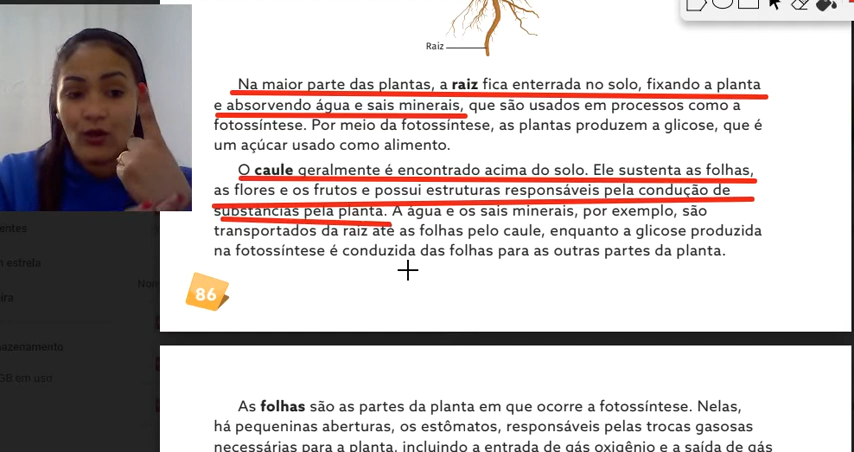 Raiz
Na maior parte das plantas, a raiz fica enterrada no solo, fixando a planta
e absorvendo água e sais minerais, que são usados em processos como a
fotossíntese. Por meio da fotossíntese, as plantas produzem a glicose, que é
um açúcar usado como alimento.
O caule geralmente é encontrado acima do solo. Ele sustenta as folhas,
as flores e os frutos e possui estruturas responsáveis pela condução de
substâncias pela planta. A água e os sais minerais, por exemplo, são
transportados da raiz até as folhas pelo caule, enquanto a glicose produzida
na fotossíntese é conduzida das folhas para as outras partes da planta.
86
As folhas são as partes da planta em que ocorre a fotossíntese. Nelas,
há pequeninas aberturas, os estômatos, responsáveis pelas trocas gasosas
necessárias para a planta, incluindo a entrada de gás oxigênio e a saída de gás
entes
estrela
Nor
ira
azenamento
GB em uso